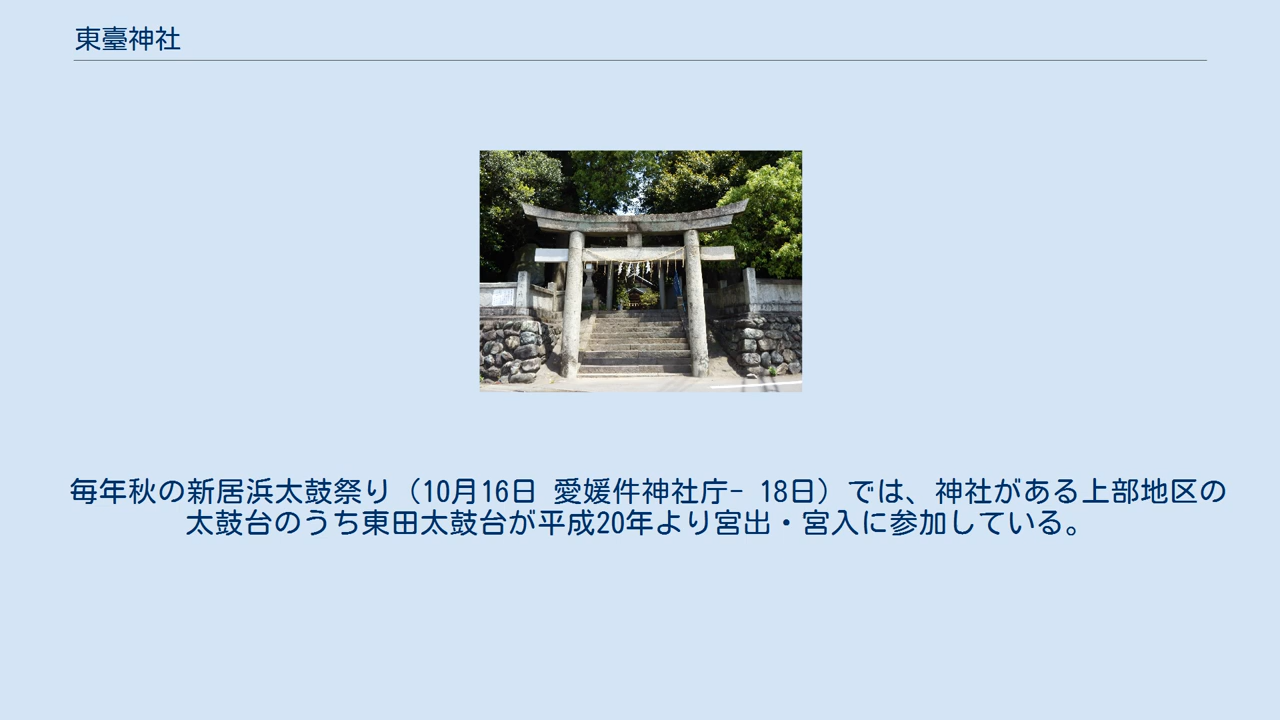 東臺神社
毎年秋の新居浜太鼓祭り（10月16日 愛媛件神社庁- 18日）では、神社がある上部地区の
太鼓台のうち東田太鼓台が平成20年より宮出・宮入に参加している。